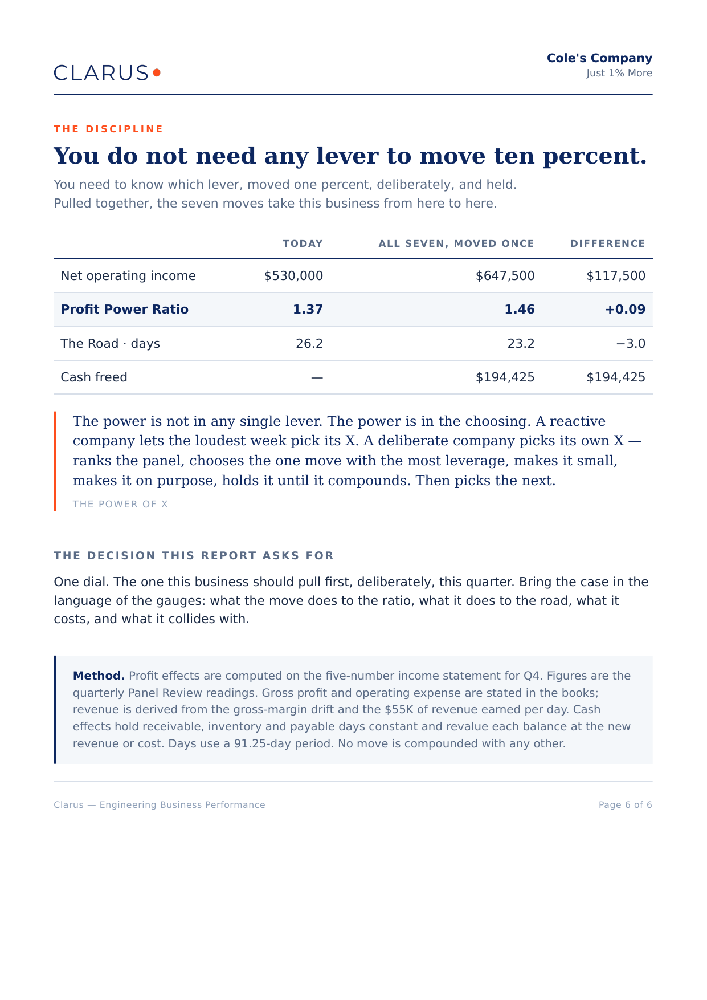 CLARUS
Cole's Company
Just 1% More
THE DISCIPLINE
You do not need any lever to move ten percent.
You need to know which lever, moved one percent, deliberately, and held.
Pulled together, the seven moves take this business from here to here.
TODAY ALL SEVEN, MOVED ONCE DIFFERENCE
Net operating income $530,000 $647,500 $117,500
Profit Power Ratio 1.37 1.46 +0.09
The Road · days 26.2 23.2 −3.0
Cash freed — $194,425 $194,425
The power is not in any single lever. The power is in the choosing. A reactive
company lets the loudest week pick its X. A deliberate company picks its own X —
ranks the panel, chooses the one move with the most leverage, makes it small,
makes it on purpose, holds it until it compounds. Then picks the next.
THE POWER OF X
THE DECISION THIS REPORT ASKS FOR
One dial. The one this business should pull first, deliberately, this quarter. Bring the case in the
language of the gauges: what the move does to the ratio, what it does to the road, what it
costs, and what it collides with.
Method. Profit effects are computed on the five-number income statement for Q4. Figures are the
quarterly Panel Review readings. Gross profit and operating expense are stated in the books;
revenue is derived from the gross-margin drift and the $55K of revenue earned per day. Cash
effects hold receivable, inventory and payable days constant and revalue each balance at the new
revenue or cost. Days use a 91.25-day period. No move is compounded with any other.
Clarus — Engineering Business Performance
Page 6 of 6